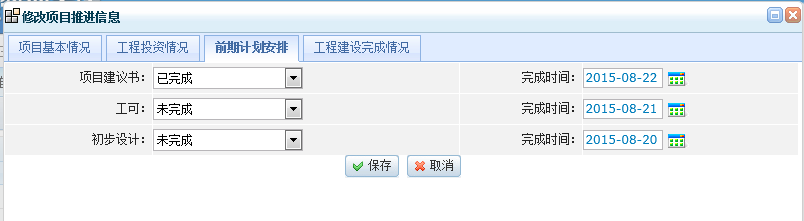 修改项目推进信息
项目基本情况 工程投资情况 前期计划安排 工程建设完成情况
项目建议书: 已完成 完成时间: 2015-08-22
工可: 未完成 完成时间: 2015-08-21
初步设计: 未完成 完成时间: 2015-08-20
保存 取消